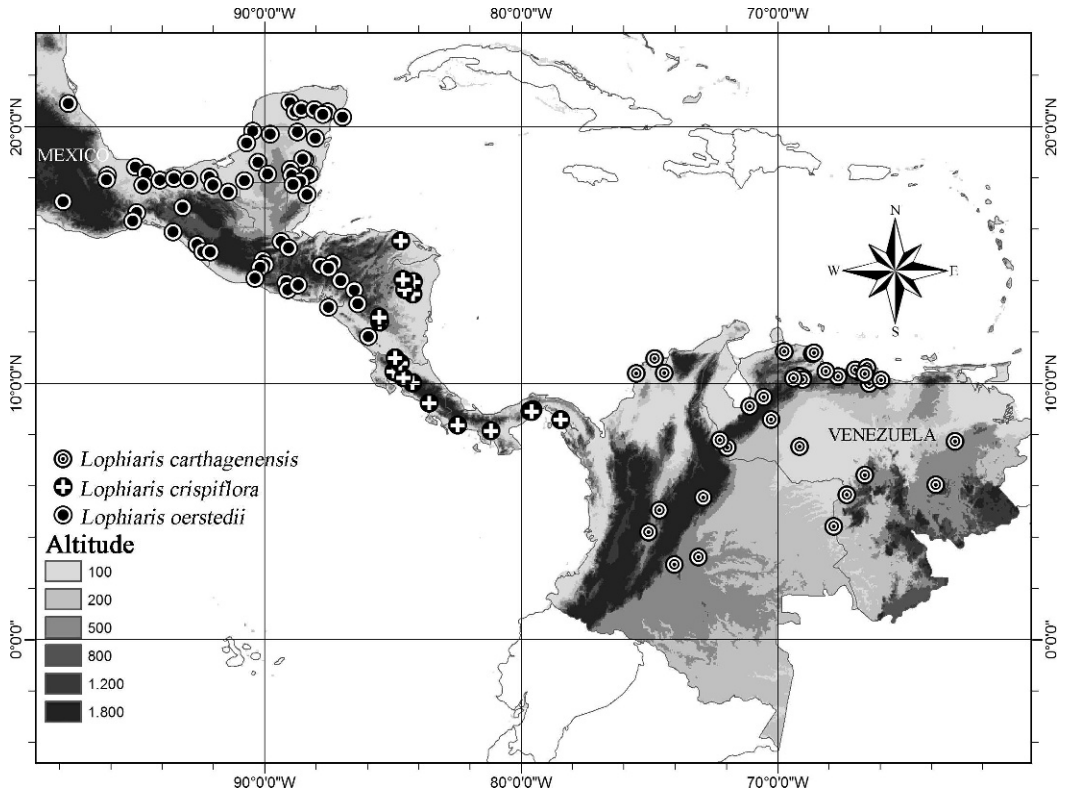 90°0'0"W 80°0'0"W 70°0'0"W
20°0'0"N 20°0'0"N
MEXICO
N
W E
S
10°0'0"N 10°0'0"N
VENEZUELA
Lophiaris carthagenensis
Lophiaris crispiflora
Lophiaris oerstedii
Altitude
100
200
500
800
1.200
1.800
0°0'0" 0°0'0"
90°0'0"W 80°0'0"W 70°0'0"W